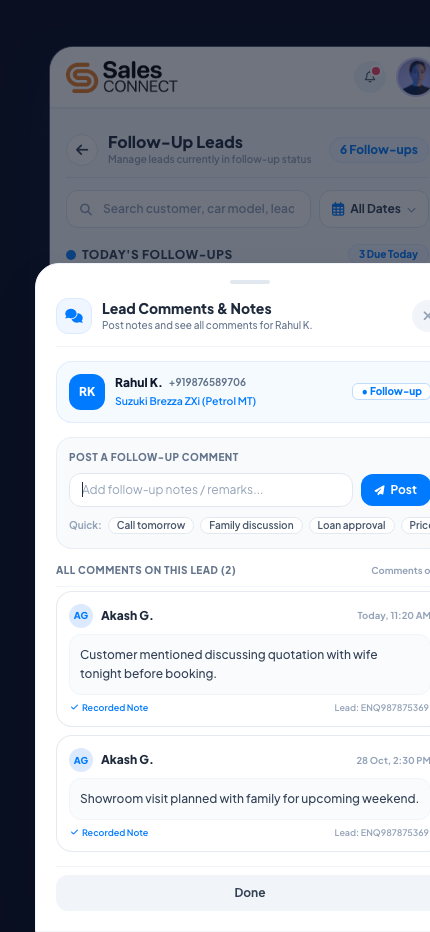 Sales
CONNECT
Follow-Up Leads
Manage leads currently in follow-up status
6 Follow-ups
Search customer, car model, lead
All Dates
TODAY'S FOLLOW-UPS
3 Due Today
Lead Comments & Notes
Post notes and see all comments for Rahul K.
RK
Rahul K. +919876589706
Suzuki Brezza ZXi (Petrol MT)
• Follow-up
POST A FOLLOW-UP COMMENT
Add follow-up notes / remarks...
Post
Quick: Call tomorrow Family discussion Loan approval
ALL COMMENTS ON THIS LEAD (2)
Comments
AG Akash G.
Today, 11:20 AM
Customer mentioned discussing quotation with wife
tonight before booking.
Recorded Note
Lead: ENQ987875369
AG Akash G.
28 Oct, 2:30 PM
Showroom visit planned with family for upcoming weekend.
Recorded Note
Lead: ENQ987875369
Done